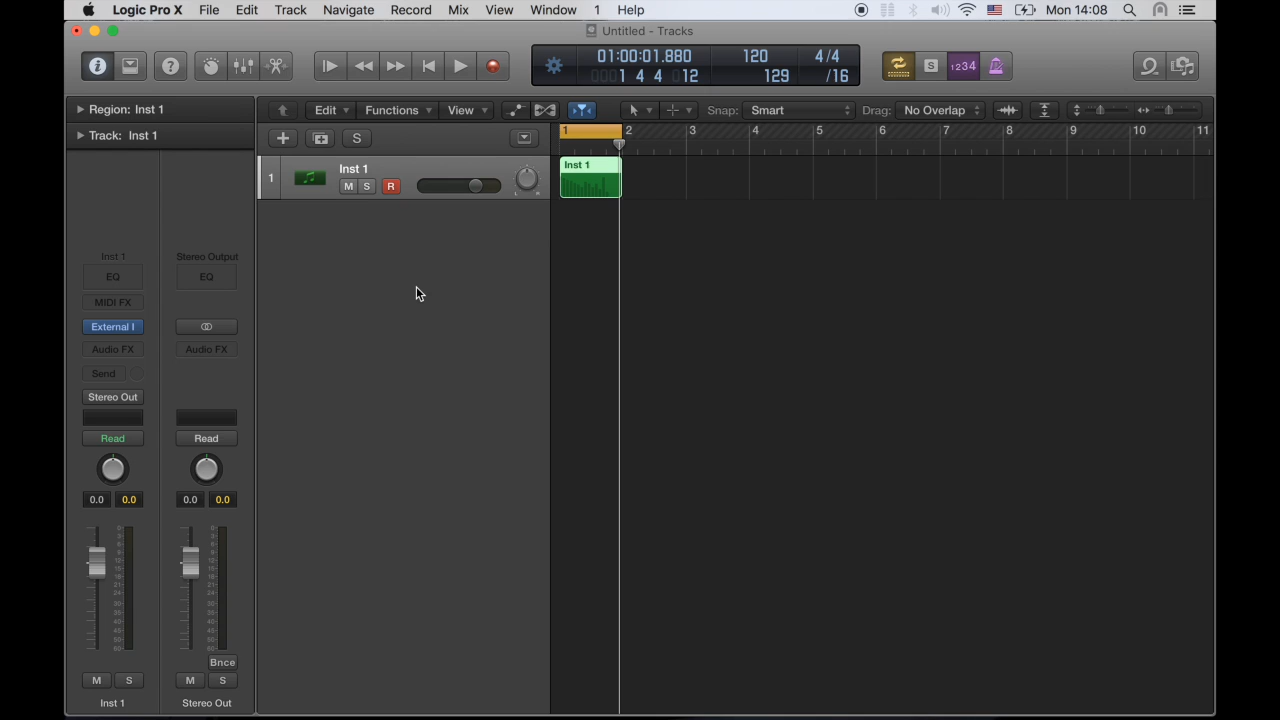 Logic Pro X File Edit Track Navigate Record Mix View Window 1 Help Mon 14:08
Untitled - Tracks
01:00:01.880 120 4/4
0001 4 4 012 129 /16
S 1234
Region: Inst 1
Edit Functions View Snap: Smart Drag: No Overlap
Track: Inst 1
S
1 2 3 4 5 6 7 8 9 10 11
1 Inst 1
M S R
Inst 1
Inst 1 Stereo Output
EQ EQ
MIDI FX
External I
Audio FX Audio FX
Send
Stereo Out
Read Read
0.0 0.0 0.0 0.0
Bnce
M S M S
Inst 1 Stereo Out